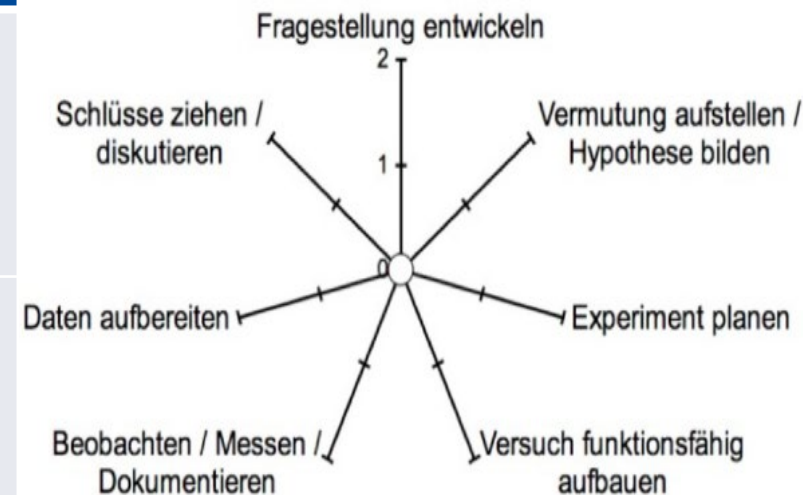 Fragestellung entwickeln
2
Schlüsse ziehen /
diskutieren
Vermutung aufstellen /
Hypothese bilden
1
0
Daten aufbereiten
Experiment planen
Beobachten / Messen /
Dokumentieren
Versuch funktionsfähig
aufbauen